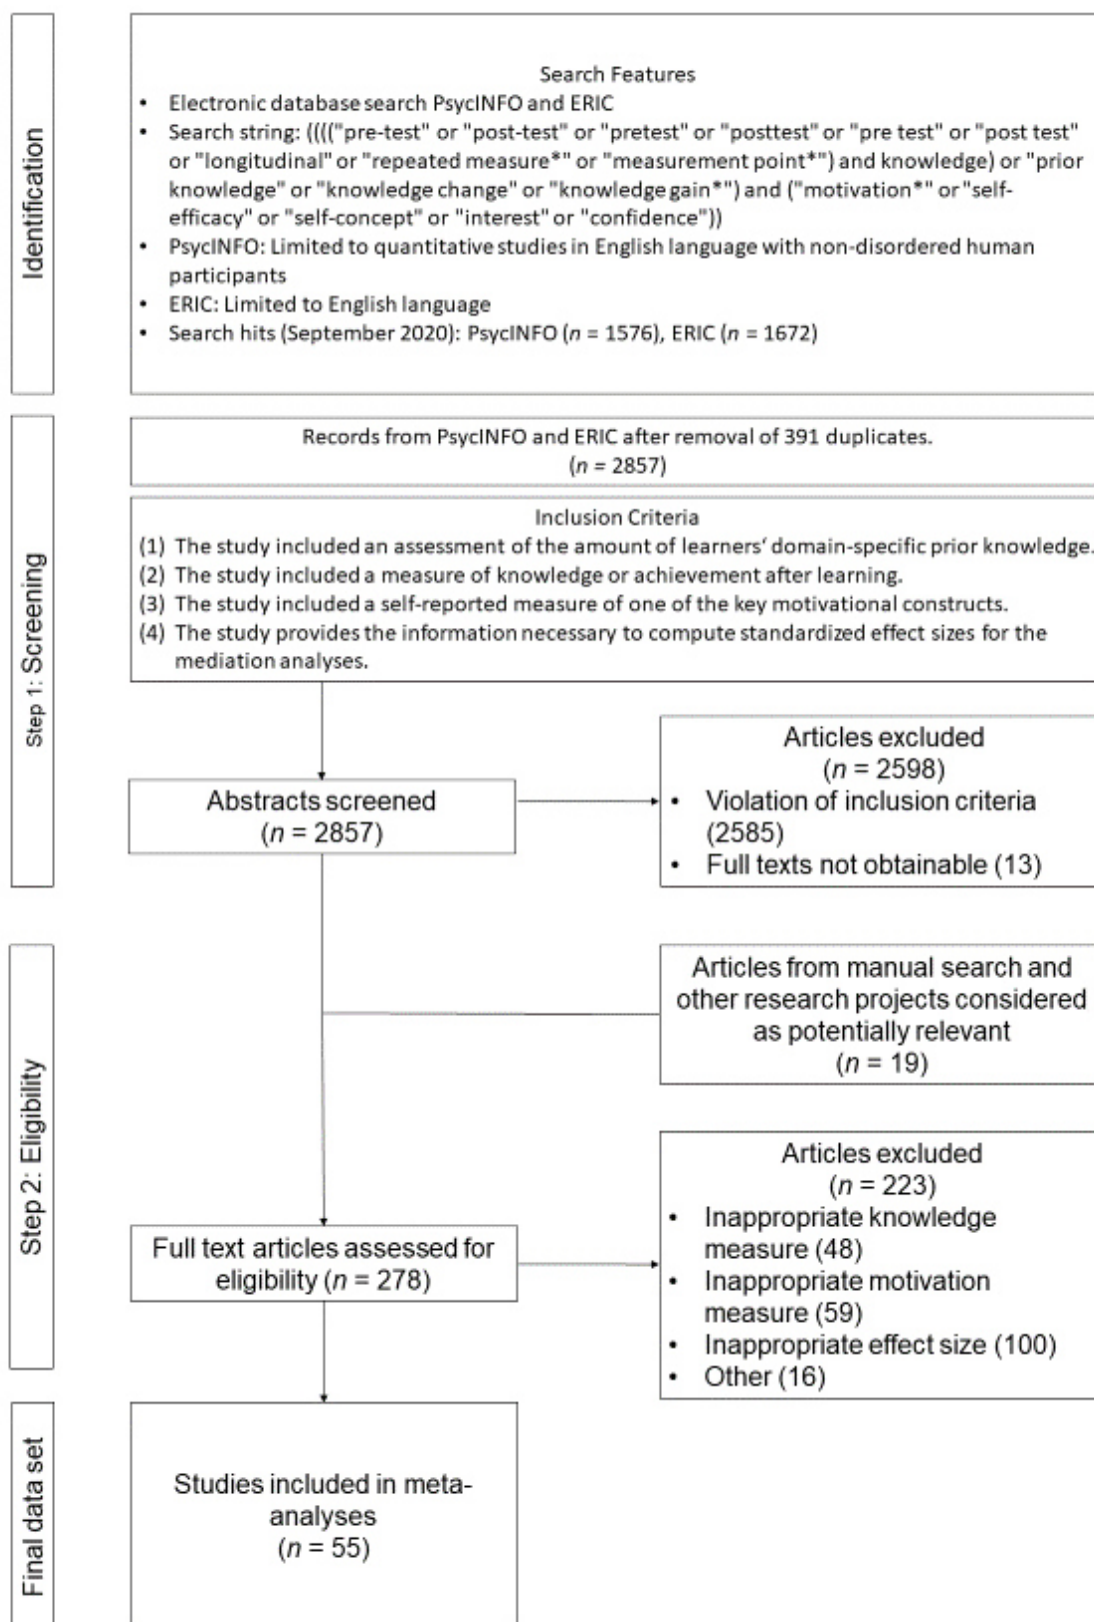 Identification
Search Features
• Electronic database search PsycINFO and ERIC
• Search string: (((("pre-test" or "post-test" or "pretest" or "posttest" or "pre test" or "post test"
or "longitudinal" or "repeated measure*" or "measurement point*") and knowledge) or "prior
knowledge" or "knowledge change" or "knowledge gain*") and ("motivation*" or "self-
efficacy" or "self-concept" or "interest" or "confidence"))
• PsycINFO: Limited to quantitative studies in English language with non-disordered human
participants
• ERIC: Limited to English language
• Search hits (September 2020): PsycINFO (n = 1576), ERIC (n = 1672)
Step 1: Screening
Records from PsycINFO and ERIC after removal of 391 duplicates.
(n = 2857)
Inclusion Criteria
(1) The study included an assessment of the amount of learners‘ domain-specific prior knowledge.
(2) The study included a measure of knowledge or achievement after learning.
(3) The study included a self-reported measure of one of the key motivational constructs.
(4) The study provides the information necessary to compute standardized effect sizes for the
mediation analyses.
Abstracts screened
(n = 2857)
Articles excluded
(n = 2598)
• Violation of inclusion criteria
(2585)
• Full texts not obtainable (13)
Step 2: Eligibility
Articles from manual search and
other research projects considered
as potentially relevant
(n = 19)
Full text articles assessed for
eligibility (n = 278)
Articles excluded
(n = 223)
• Inappropriate knowledge
measure (48)
• Inappropriate motivation
measure (59)
• Inappropriate effect size (100)
• Other (16)
Final data set
Studies included in meta-
analyses
(n = 55)